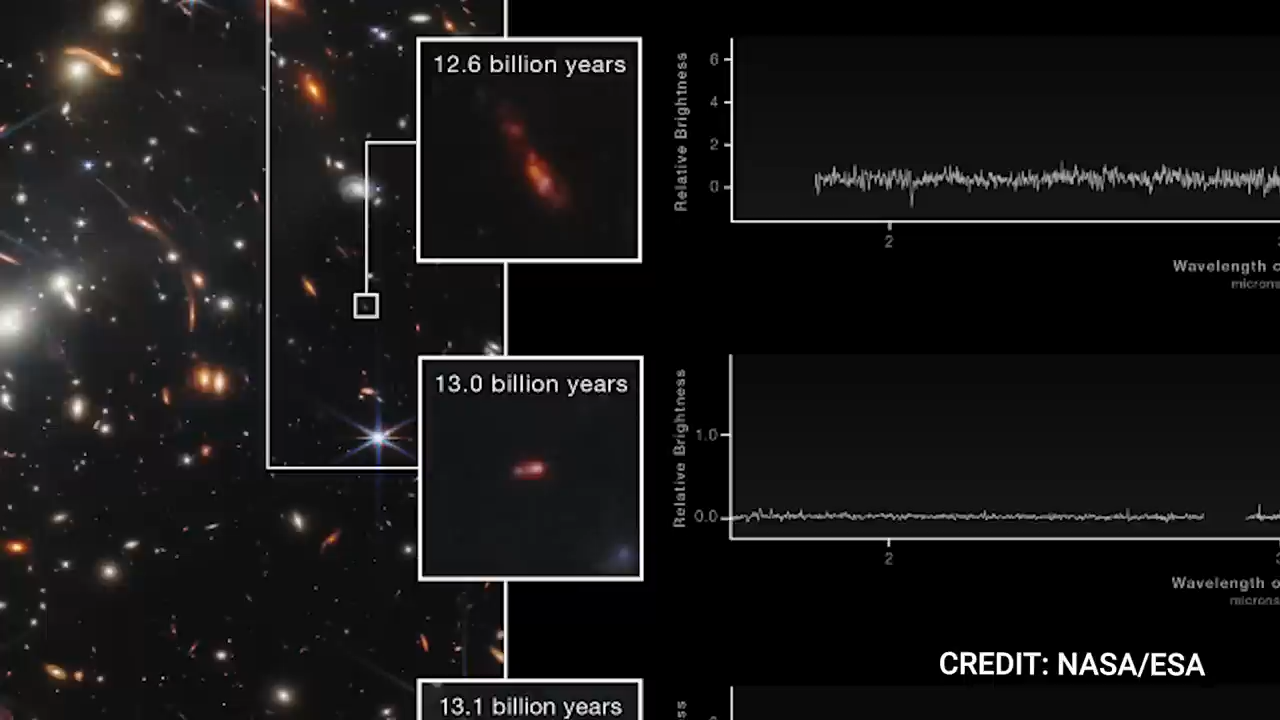 12.6 billion years
Relative Brightness
6
4
2
0
2
Wavelength o
microns
13.0 billion years
Relative Brightness
1.0
0.0
2
Wavelength o
microns
CREDIT: NASA/ESA
13.1 billion years
ss